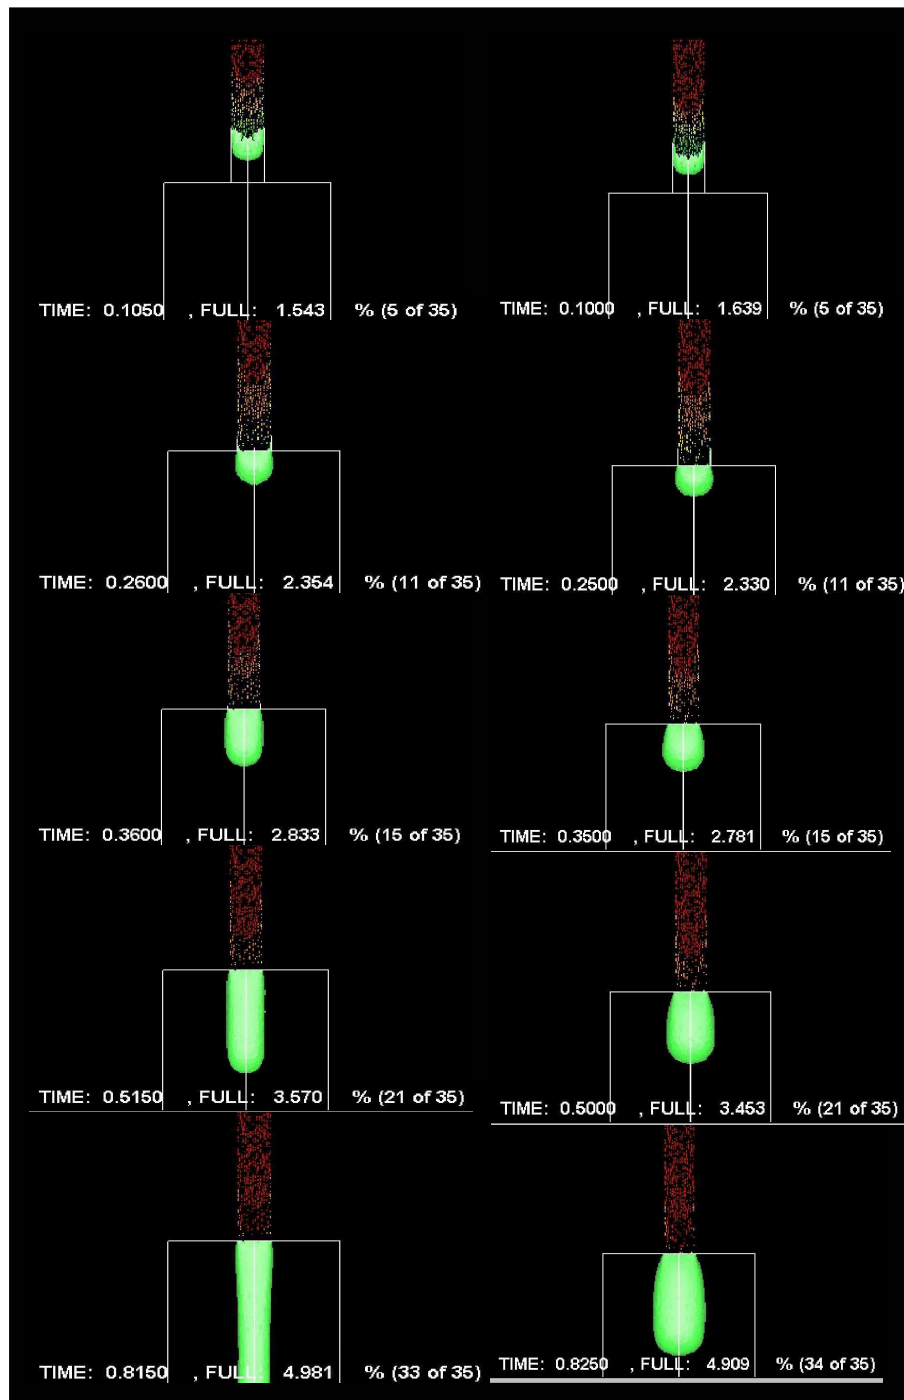 TIME: 0.1050 , FULL: 1.543 % (5 of 35)
TIME: 0.1000 , FULL: 1.639 % (5 of 35)
TIME: 0.2600 , FULL: 2.354 % (11 of 35)
TIME: 0.2500 , FULL: 2.330 % (11 of 35)
TIME: 0.3600 , FULL: 2.833 % (15 of 35)
TIME: 0.3500 , FULL: 2.781 % (15 of 35)
TIME: 0.5150 , FULL: 3.570 % (21 of 35)
TIME: 0.5000 , FULL: 3.453 % (21 of 35)
TIME: 0.8150 , FULL: 4.981 % (33 of 35)
TIME: 0.8250 , FULL: 4.909 % (34 of 35)